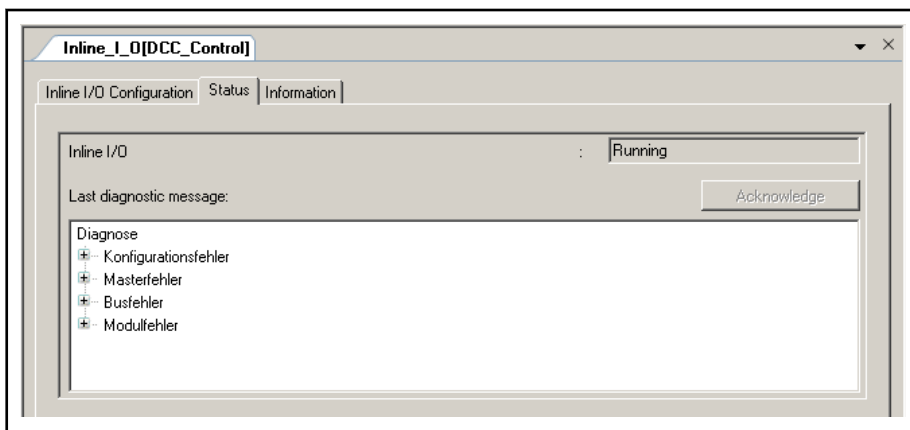 Inline_I_O[DCC_Control]
Inline I/O Configuration Status Information
Inline I/O : Running
Last diagnostic message: Acknowledge
Diagnose
Konfigurationsfehler
Masterfehler
Busfehler
Modulfehler